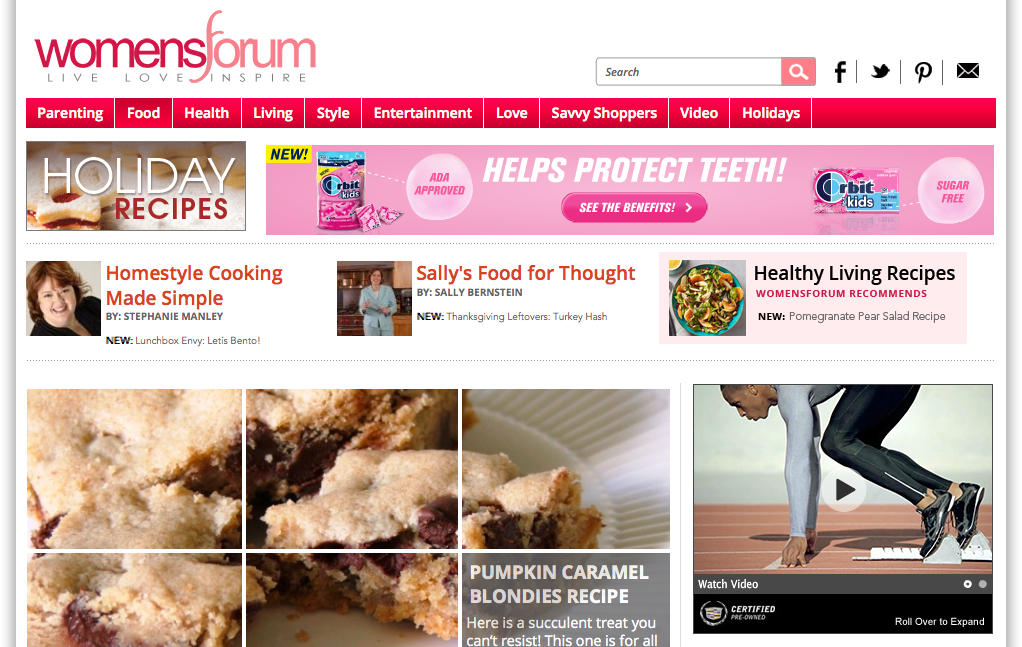 womensforum
LIVE LOVE INSPIRE
Search
Parenting Food Health Living Style Entertainment Love Savvy Shoppers Video Holidays
HOLIDAY
RECIPES
NEW!
NEW!
Orbit
kids
ADA
APPROVED
HELPS PROTECT TEETH!
SEE THE BENEFITS!
Orbit
kids
SUGAR
FREE
Homestyle Cooking
Made Simple
BY: STEPHANIE MANLEY
NEW: Lunchbox Envy: Letís Bento!
Sally's Food for Thought
BY: SALLY BERNSTEIN
NEW: Thanksgiving Leftovers: Turkey Hash
Healthy Living Recipes
WOMENSFORUM RECOMMENDS
NEW: Pomegranate Pear Salad Recipe
PUMPKIN CARAMEL
BLONDIES RECIPE
Here is a succulent treat you
can't resist! This one is for all
Watch Video
CERTIFIED
PRE-OWNED
Roll Over to Expand